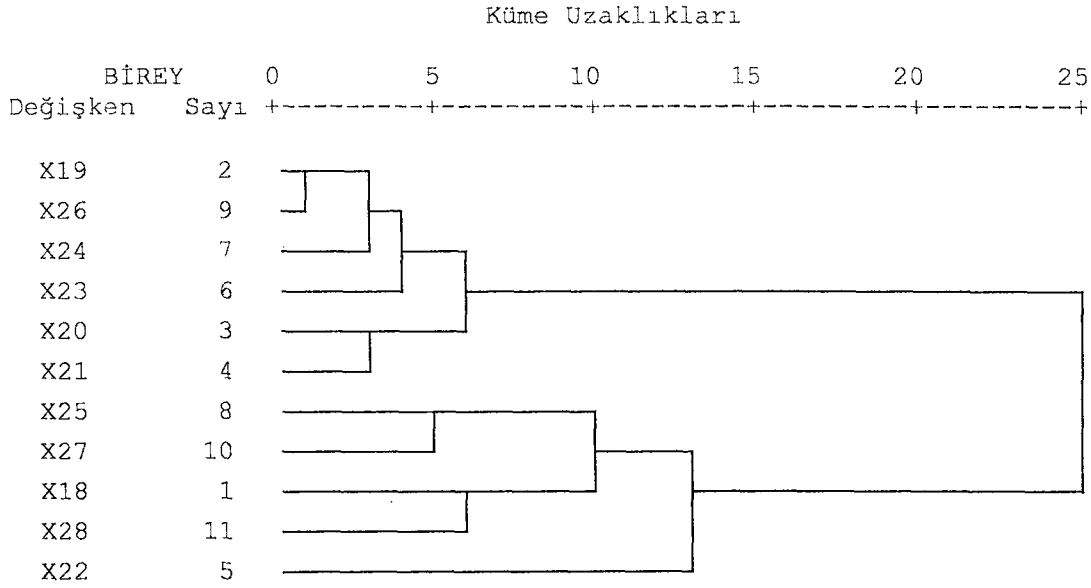 Küme Uzaklıkları
BİREY 0 5 10 15 20 25
Değişken Sayı +---------+---------+---------+---------+---------+
X19 2
X26 9
X24 7
X23 6
X20 3
X21 4
X25 8
X27 10
X18 1
X28 11
X22 5